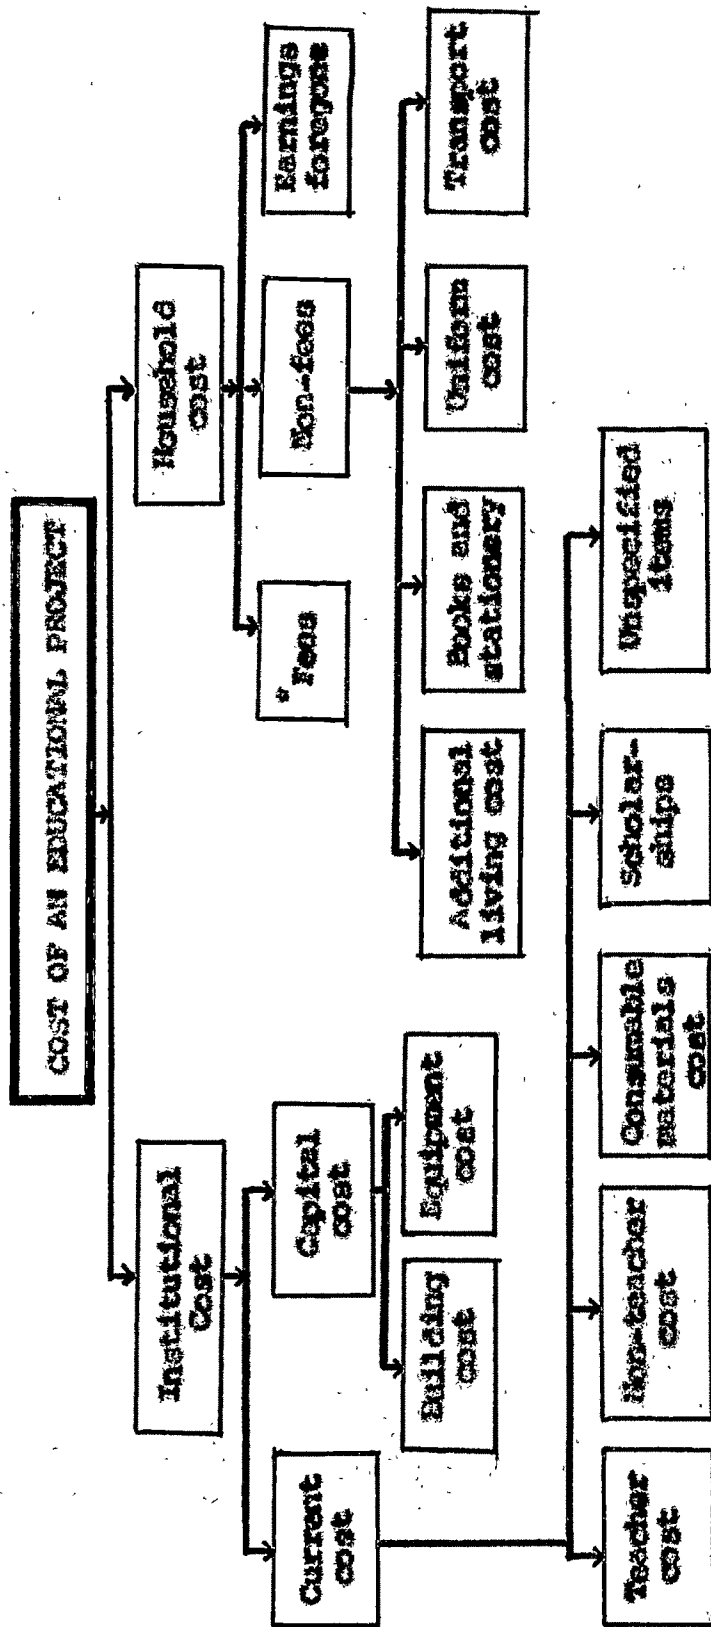 COST OF AN EDUCATIONAL PROJECT
Institutional
Cost
Household
cost
Current
cost
Capital
cost
* Fees
Non-fees
Earnings
foregone
Building
cost
Equipment
cost
Additional
living cost
Books and
stationery
Uniform
cost
Transport
cost
Teacher
cost
Non-teacher
cost
Consumable
materials
cost
Scholar-
ships
Unspecified
items